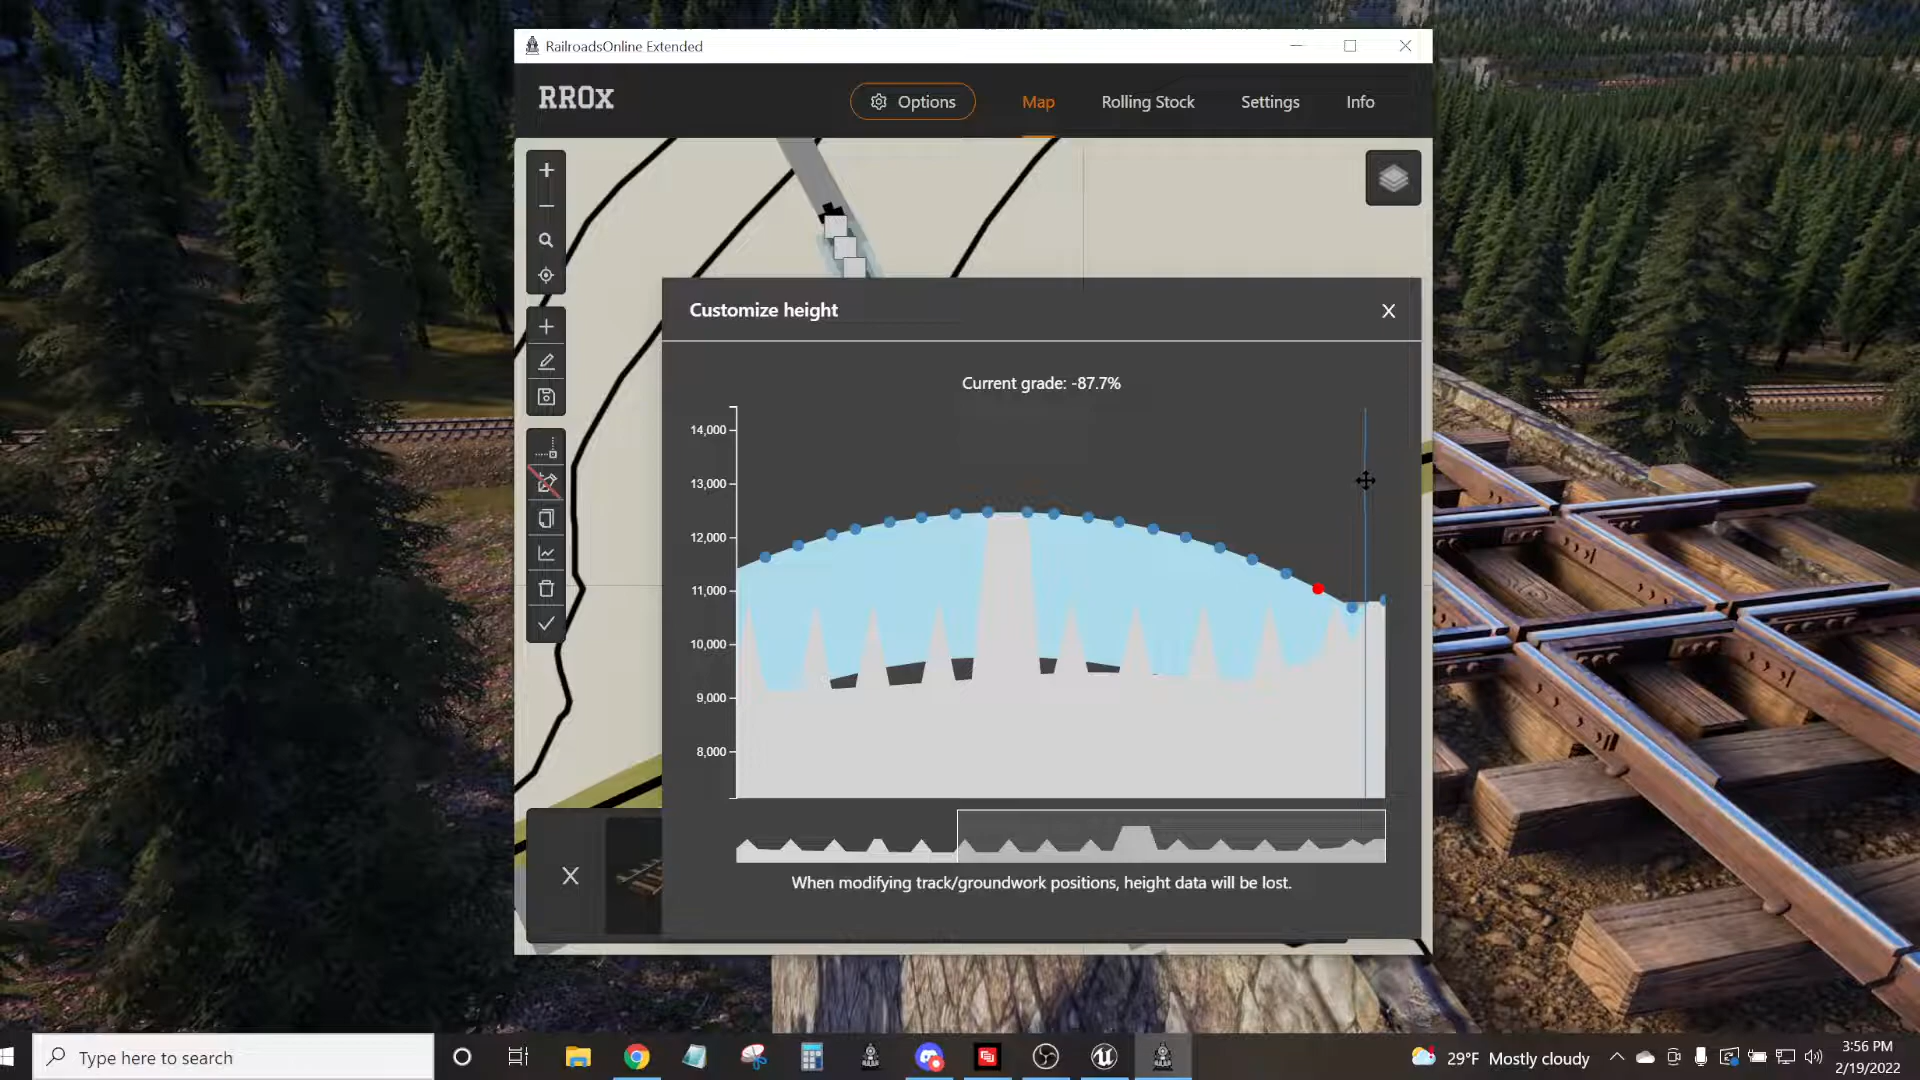 RailroadsOnline Extended
RROx
Options
Map
Rolling Stock
Settings
Info
Customize height
X
Current grade: -87.7%
14,000
13,000
12,000
11,000
10,000
9,000
8,000
When modifying track/groundwork positions, height data will be lost.
X
Type here to search
29°F Mostly cloudy
3:56 PM
2/19/2022